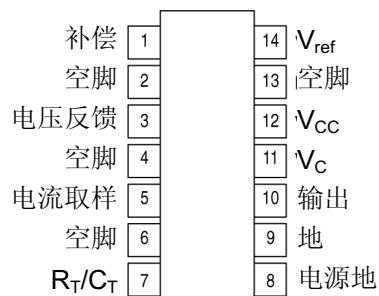 补偿 1 14 Vref
空脚 2 13 空脚
电压反馈 3 12 VCC
空脚 4 11 VC
电流取样 5 10 输出
空脚 6 9 地
RT/CT 7 8 电源地